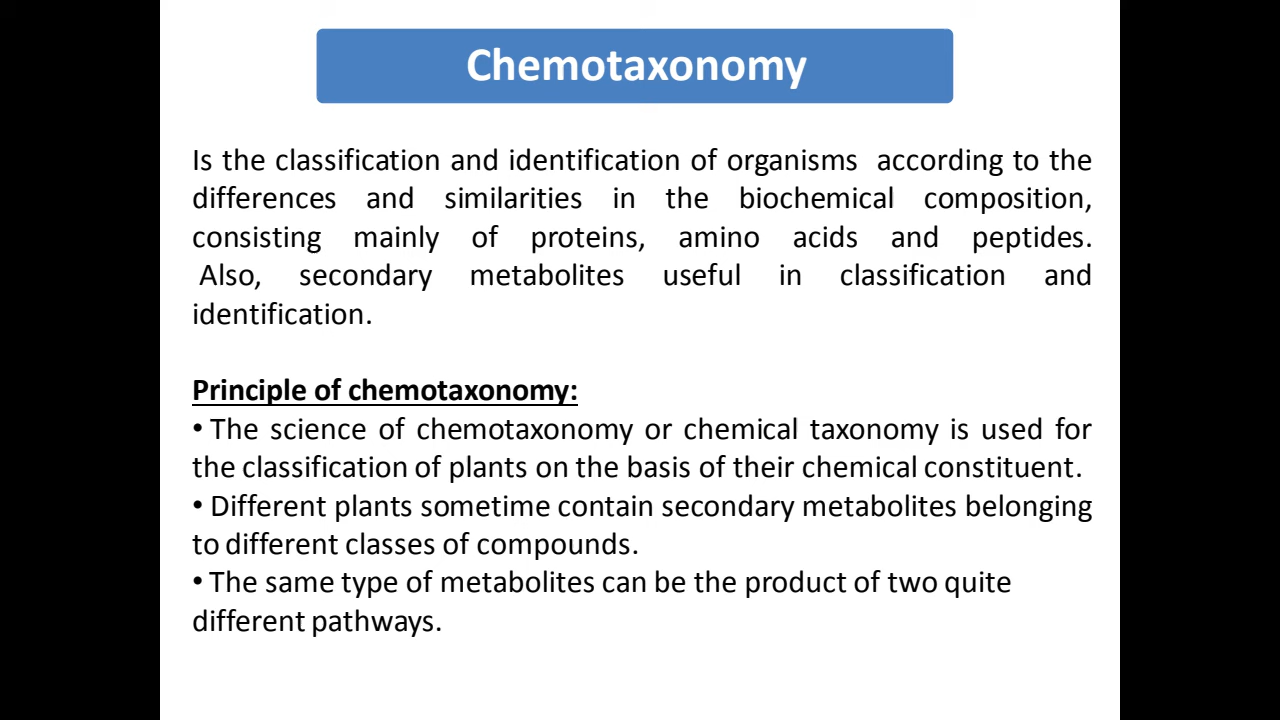 Chemotaxonomy
Is the classification and identification of organisms according to the
differences and similarities in the biochemical composition,
consisting mainly of proteins, amino acids and peptides.
Also, secondary metabolites useful in classification and
identification.
Principle of chemotaxonomy:
• The science of chemotaxonomy or chemical taxonomy is used for
the classification of plants on the basis of their chemical constituent.
• Different plants sometime contain secondary metabolites belonging
to different classes of compounds.
• The same type of metabolites can be the product of two quite
different pathways.